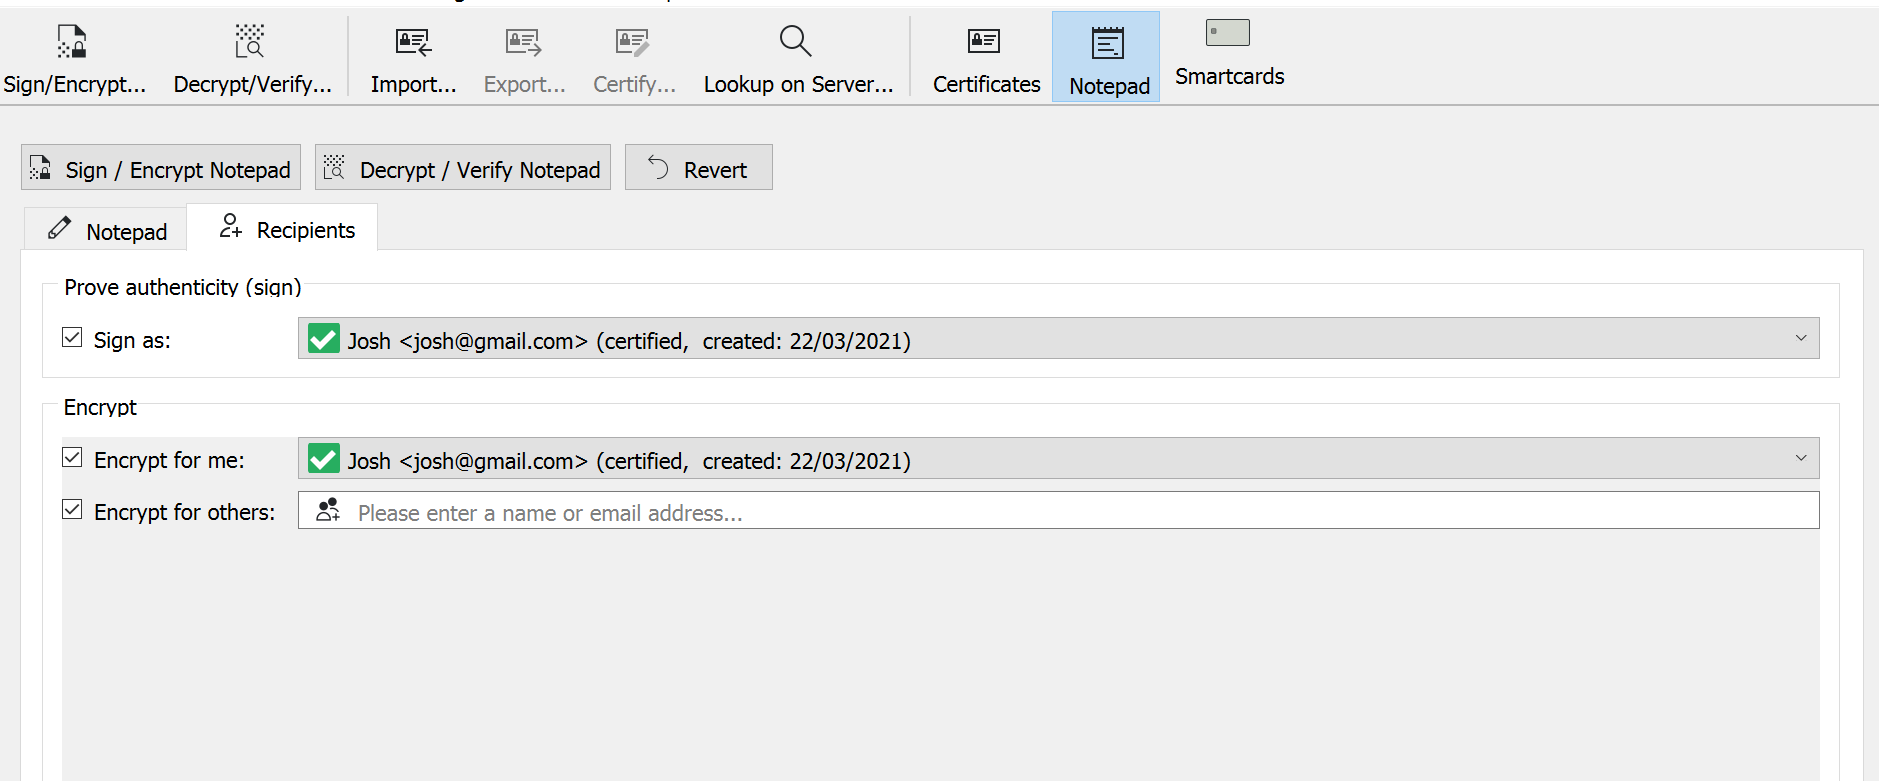 Sign/Encrypt... Decrypt/Verify... Import... Export... Certify... Lookup on Server... Certificates Notepad Smartcards
Sign / Encrypt Notepad Decrypt / Verify Notepad Revert
Notepad Recipients
Prove authenticity (sign)
Sign as: Josh <josh@gmail.com> (certified, created: 22/03/2021)
Encrypt
Encrypt for me: Josh <josh@gmail.com> (certified, created: 22/03/2021)
Encrypt for others: Please enter a name or email address...